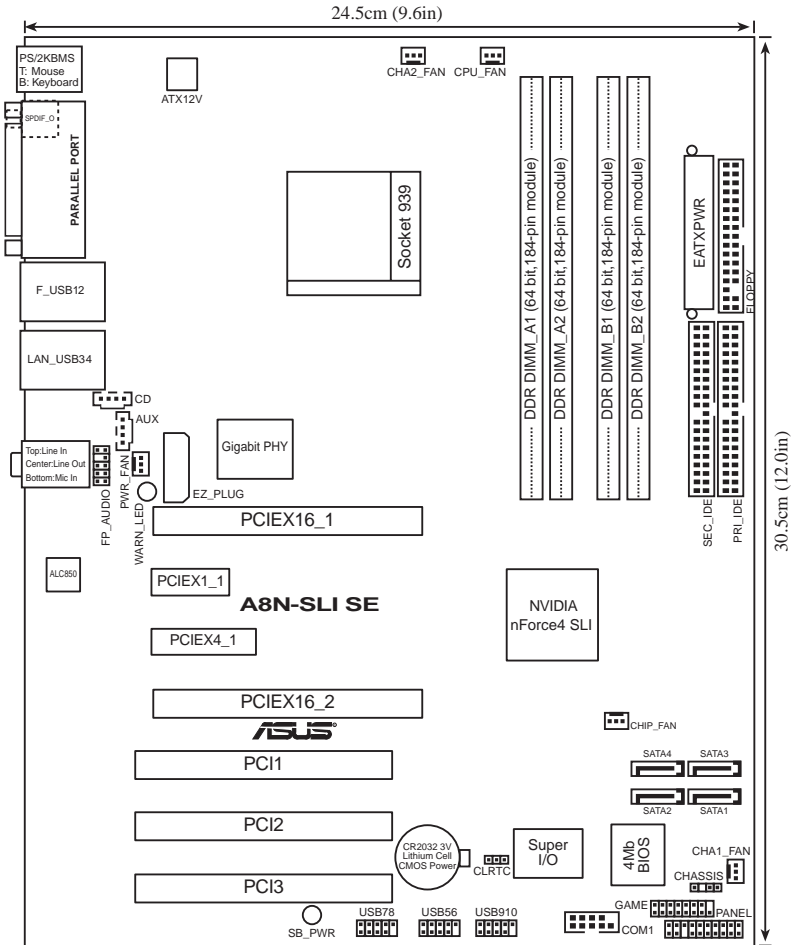 24.5cm (9.6in)
PS/2KBMS
T: Mouse
B: Keyboard
ATX12V
CHA2_FAN
CPU_FAN
SPDIF_O
PARALLEL PORT
Socket 939
DDR DIMM_A1 (64 bit,184-pin module)
DDR DIMM_A2 (64 bit,184-pin module)
DDR DIMM_B1 (64 bit,184-pin module)
DDR DIMM_B2 (64 bit,184-pin module)
EATXPWR
FLOPPY
F_USB12
LAN_USB34
CD
AUX
Top:Line In
Center:Line Out
Bottom:Mic In
FP_AUDIO
PWR_FAN
WARN_LED
EZ_PLUG
Gigabit PHY
SEC_IDE
PRI_IDE
30.5cm (12.0in)
PCIEX16_1
ALC850
PCIEX1_1
A8N-SLI SE
PCIEX4_1
NVIDIA
nForce4 SLI
PCIEX16_2
ASUS
CHIP_FAN
PCI1
SATA4
SATA3
SATA2
SATA1
PCI2
CR2032 3V
Lithium Cell
CMOS Power
CLRTC
Super
I/O
4Mb
BIOS
CHA1_FAN
CHASSIS
PCI3
SB_PWR
USB78
USB56
USB910
COM1
GAME
PANEL